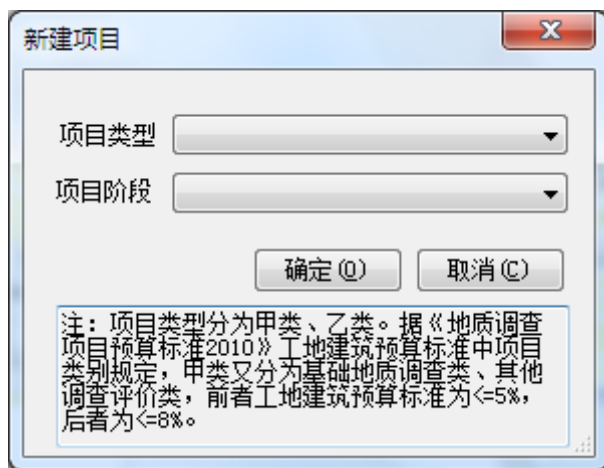 新建项目
项目类型
项目阶段
确定(O)
取消(C)
注：项目类型分为甲类、乙类。据《地质调查
项目预算标准2010》工地建筑预算标准中项目
类别规定，甲类又分为基础地质调查类、其他
调查评价类，前者工地建筑预算标准为<=5%，
后者为<=8%。